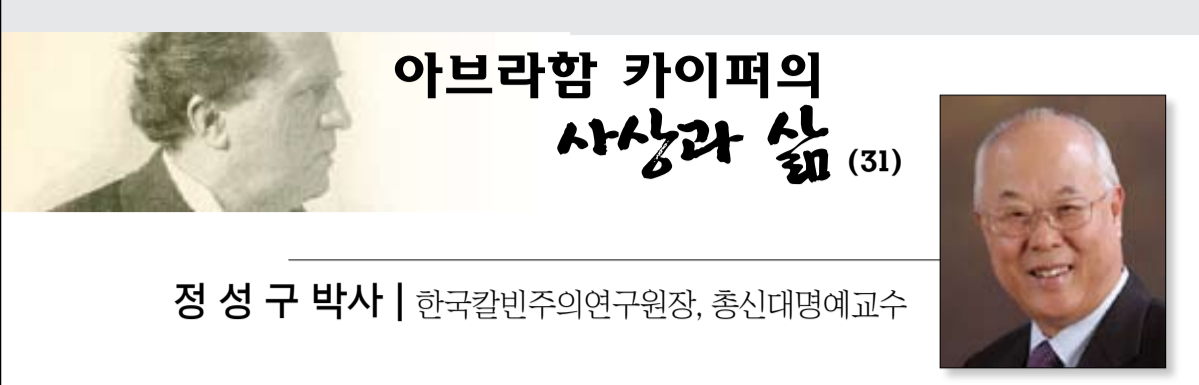 아브라함 카이퍼의
사상과 삶 (31)
정 성 구 박사 | 한국칼빈주의연구원장, 총신대명예교수